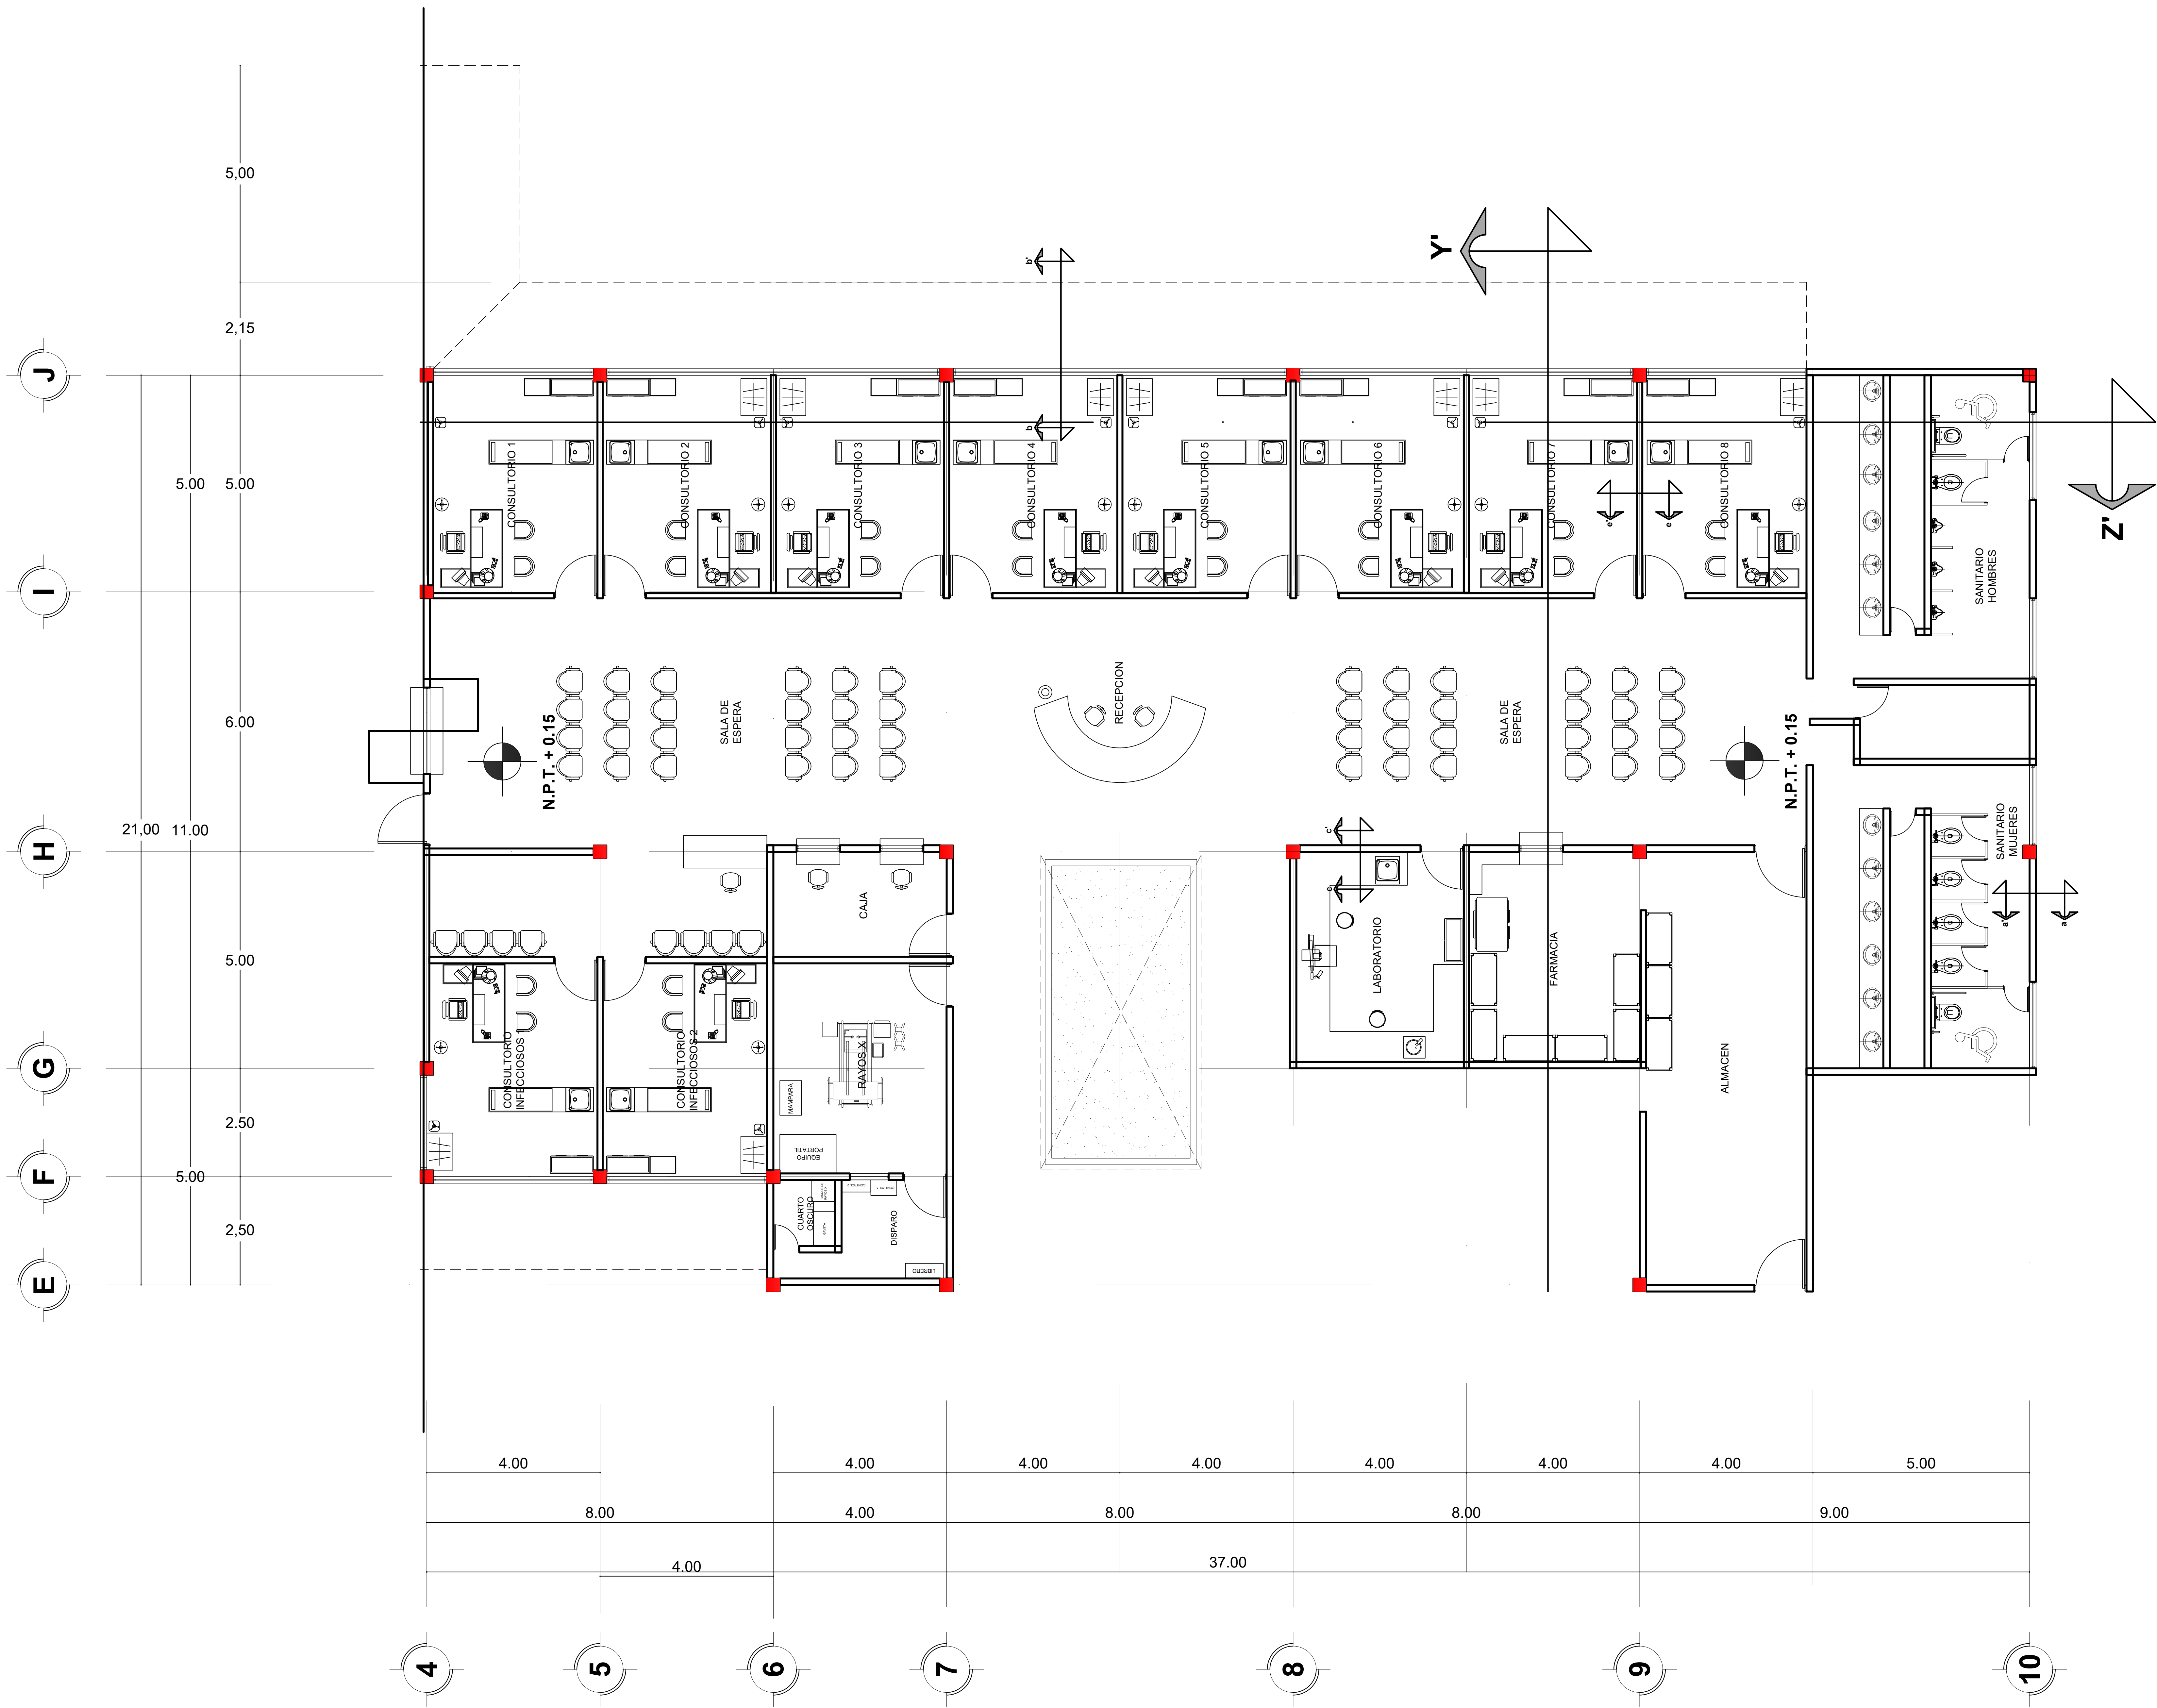 5,00
2,15
J
5.00
5.00
I
6.00
H
21,00
11.00
5.00
G
2.50
F
5.00
2,50
E
Y'
Z'
b'
b
CONSULTORIO 1
CONSULTORIO 2
CONSULTORIO 3
CONSULTORIO 4
CONSULTORIO 5
CONSULTORIO 6
CONSULTORIO 7
CONSULTORIO 8
e'
e
SANITARIO
HOMBRES
N.P.T. + 0.15
SALA DE
ESPERA
RECEPCION
SALA DE
ESPERA
N.P.T. + 0.15
SANITARIO
MUJERES
a'
a
c'
c
CAJA
LABORATORIO
FARMACIA
ALMACEN
CONSULTORIO
INFECCIOSOS 1
CONSULTORIO
INFECCIOSOS 2
RAYOS X
MAMPARA
EQUIPO
PORTATIL
CUARTO
OSCURO
CONTROL 2
CONTROL 1
DISPARO
LIBRERO
4.00
4.00
4.00
4.00
4.00
4.00
4.00
5.00
8.00
4.00
8.00
8.00
9.00
4.00
37.00
4
5
6
7
8
9
10